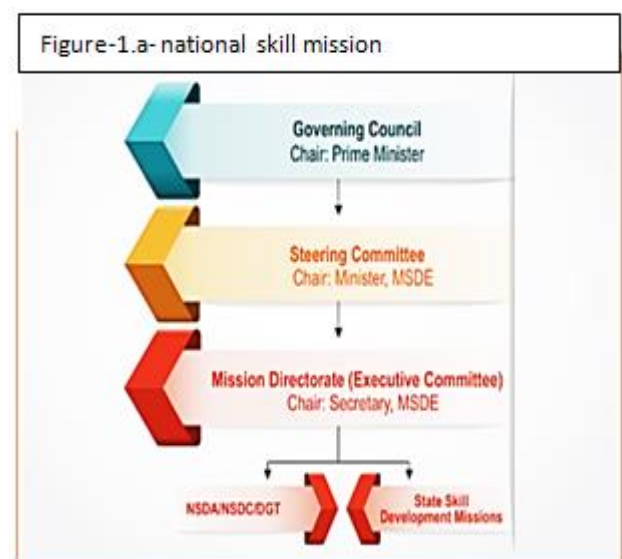 Figure-1.a- national skill mission
Governing Council
Chair: Prime Minister
Steering Committee
Chair: Minister, MSDE
Mission Directorate (Executive Committee)
Chair: Secretary, MSDE
NSDA/NSDC/DGT
State Skill
Development Missions